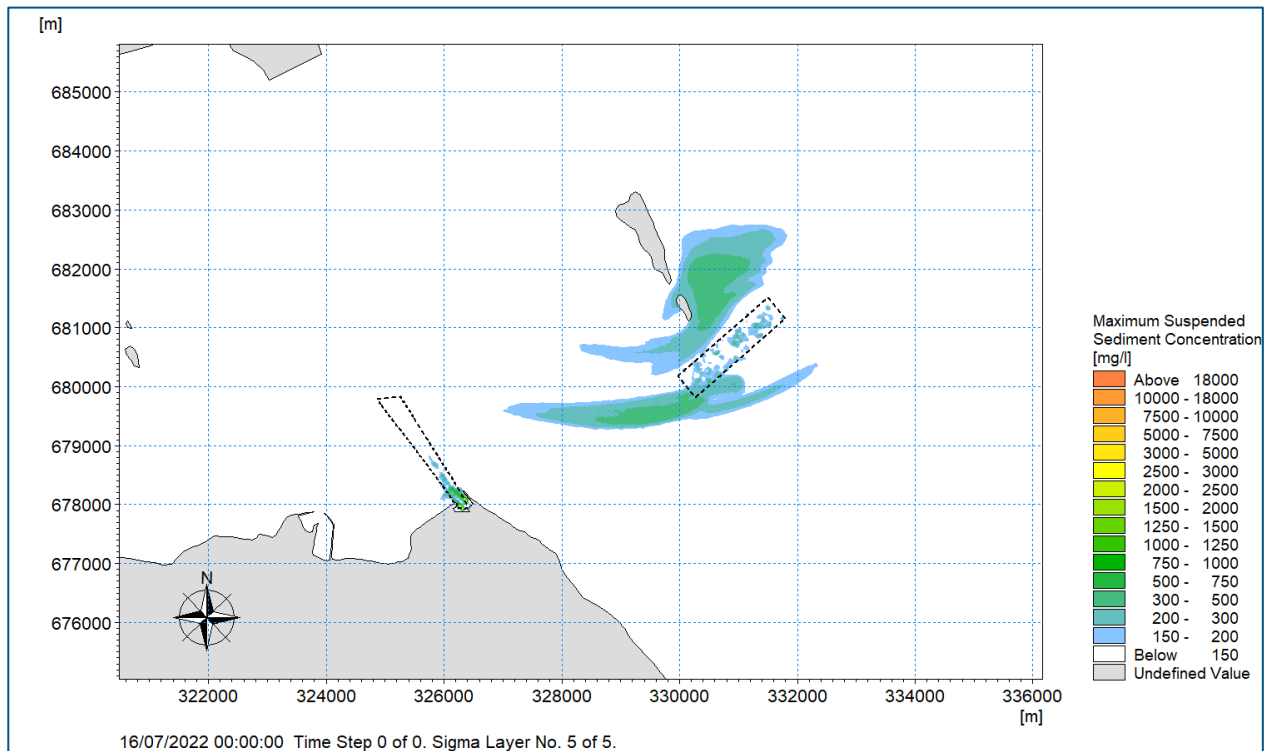 [m]
685000
684000
683000
682000
681000
680000
679000
678000
677000
676000
N
322000 324000 326000 328000 330000 332000 334000 336000
[m]
Maximum Suspended
Sediment Concentration
[mg/l]
Above 18000
10000 - 18000
7500 - 10000
5000 - 7500
3000 - 5000
2500 - 3000
2000 - 2500
1500 - 2000
1250 - 1500
1000 - 1250
750 - 1000
500 - 750
300 - 500
200 - 300
150 - 200
Below 150
Undefined Value
16/07/2022 00:00:00 Time Step 0 of 0. Sigma Layer No. 5 of 5.